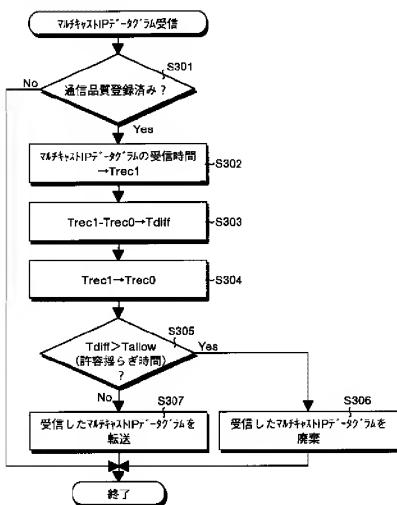 マルチキャストIPデータグラム受信
S301
No
通信品質登録済み？
Yes
マルチキャストIPデータグラムの受信時間
→Trec1
S302
Trec1-Trec0→Tdiff
S303
Trec1→Trec0
S304
S305
Tdiff＞Tallow
(許容揺らぎ時間)
？
Yes
No
S307
S306
受信したマルチキャストIPデータグラムを
転送
受信したマルチキャストIPデータグラムを
廃棄
終了